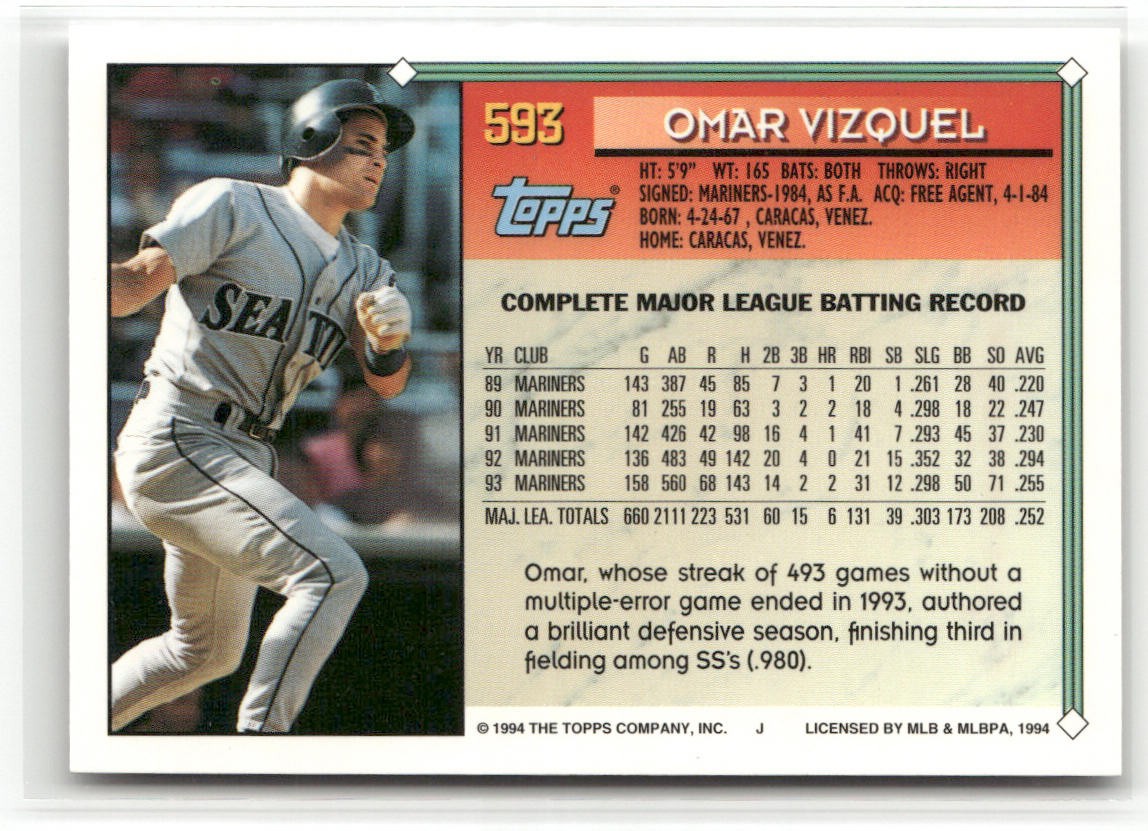 593
OMAR VIZQUEL
Topps®
HT: 5'9" WT: 165 BATS: BOTH THROWS: RIGHT
SIGNED: MARINERS-1984, AS F.A. ACQ: FREE AGENT, 4-1-84
BORN: 4-24-67 , CARACAS, VENEZ.
HOME: CARACAS, VENEZ.
SEATT
COMPLETE MAJOR LEAGUE BATTING RECORD
YR CLUB G AB R H 2B 3B HR RBI SB SLG BB SO AVG
89 MARINERS 143 387 45 85 7 3 1 20 1 .261 28 40 .220
90 MARINERS 81 255 19 63 3 2 2 18 4 .298 18 22 .247
91 MARINERS 142 426 42 98 16 4 1 41 7 .293 45 37 .230
92 MARINERS 136 483 49 142 20 4 0 21 15 .352 32 38 .294
93 MARINERS 158 560 68 143 14 2 2 31 12 .298 50 71 .255
MAJ. LEA. TOTALS 660 2111 223 531 60 15 6 131 39 .303 173 208 .252
Omar, whose streak of 493 games without a
multiple-error game ended in 1993, authored
a brilliant defensive season, finishing third in
fielding among SS's (.980).
© 1994 THE TOPPS COMPANY, INC. J LICENSED BY MLB & MLBPA, 1994